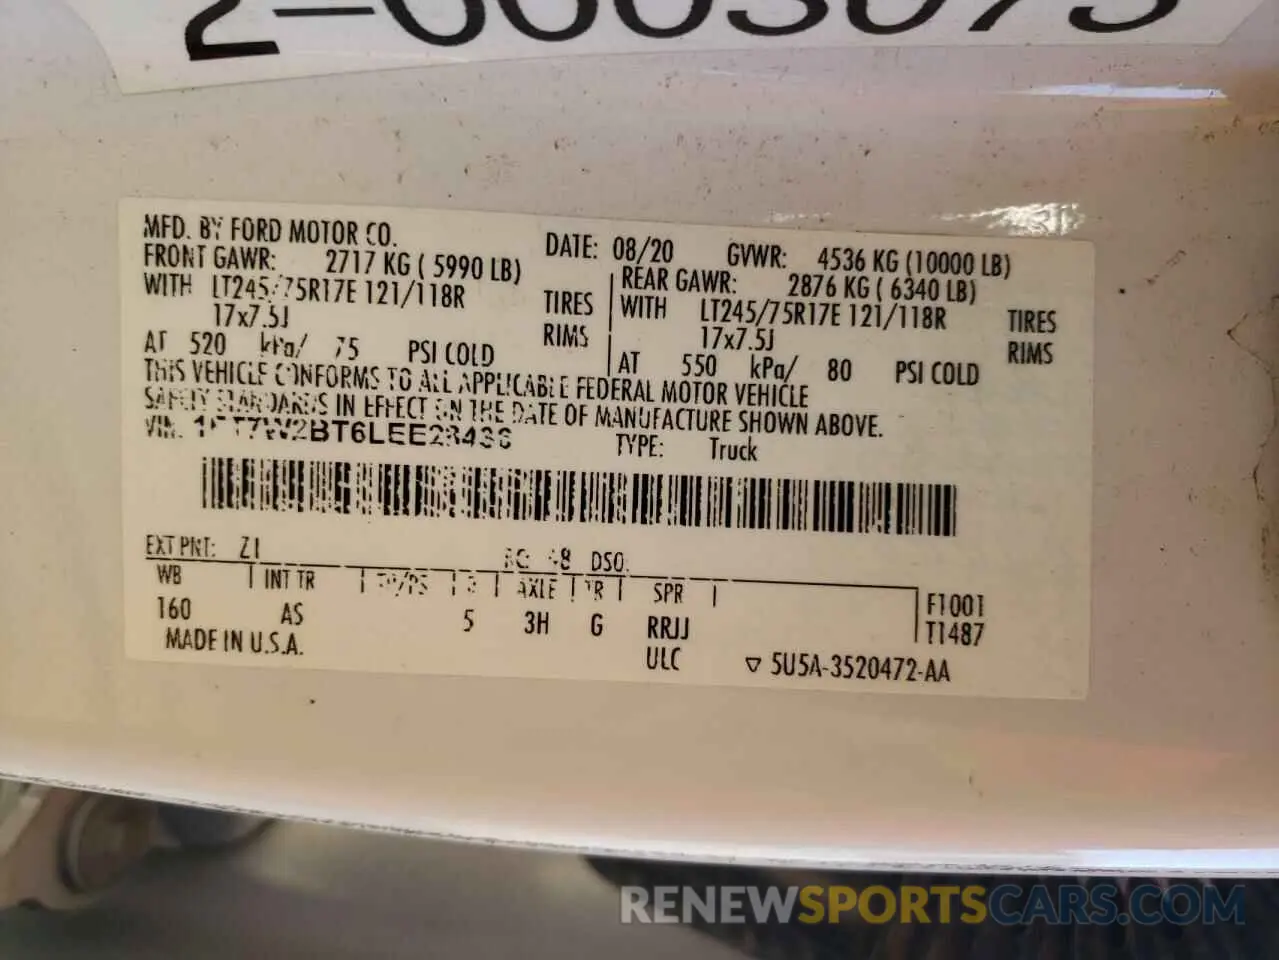 MFD. BY FORD MOTOR CO.
DATE: 08/20 GVWR: 4536 KG (10000 LB)
FRONT GAWR: 2717 KG ( 5990 LB)
REAR GAWR: 2876 KG ( 6340 LB)
WITH LT245/75R17E 121/118R TIRES
WITH LT245/75R17E 121/118R TIRES
17x7.5J RIMS
17x7.5J RIMS
AT 520 kPa/ 75 PSI COLD
AT 550 kPa/ 80 PSI COLD
THIS VEHICLE CONFORMS TO ALL APPLICABLE FEDERAL MOTOR VEHICLE
SAFETY STANDARDS IN EFFECT ON THE DATE OF MANUFACTURE SHOWN ABOVE.
VIN:
TYPE: Truck
EXT PNT: Z1 DSO:
WB INT TR AXLE TR SPR
160 AS 5 3H G RRJJ
F1001
T1487
MADE IN U.S.A.
ULC ▽ 5U5A-3520472-AA
RENEWSPORTSCARS.COM